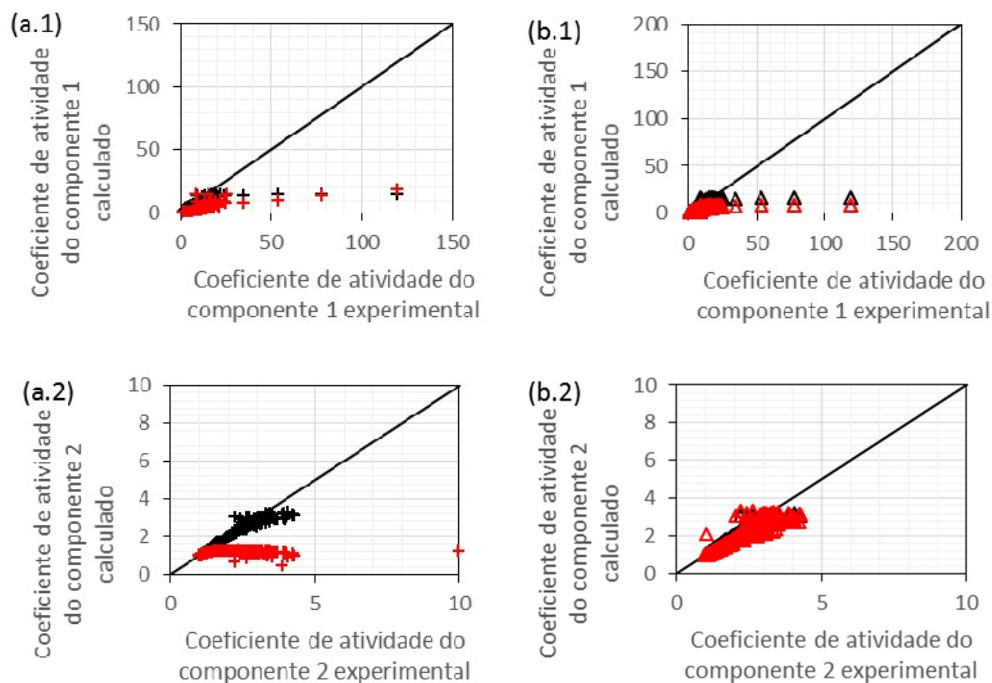 (a.1)
Coeficiente de atividade
do componente 1
calculado
150
100
50
0
0 50 100 150
Coeficiente de atividade do
componente 1 experimental
(b.1)
Coeficiente de atividade
do componente 1
calculado
200
150
100
50
0
0 50 100 150 200
Coeficiente de atividade do
componente 1 experimental
(a.2)
Coeficiente de atividade
do componente 2
calculado
10
8
6
4
2
0
0 5 10
Coeficiente de atividade do
componente 2 experimental
(b.2)
Coeficiente de atividade
do componente 2
calculado
10
8
6
4
2
0
0 5 10
Coeficiente de atividade do
componente 2 experimental